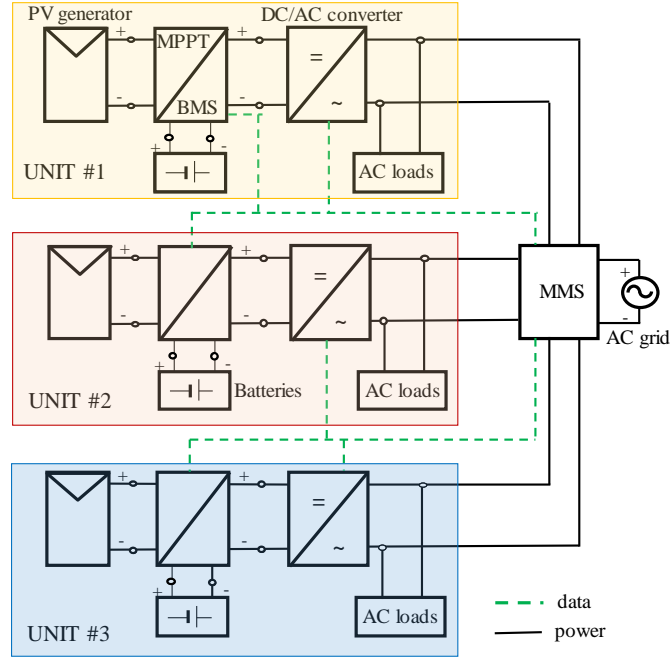 PV generator
DC/AC converter
+ - + -
MPPT
BMS
=
~
+ -
AC loads
UNIT #1
+ - + -
=
~
MMS
+
-
AC grid
+ -
Batteries
AC loads
UNIT #2
+ - + -
=
~
+ -
AC loads
UNIT #3
data
power